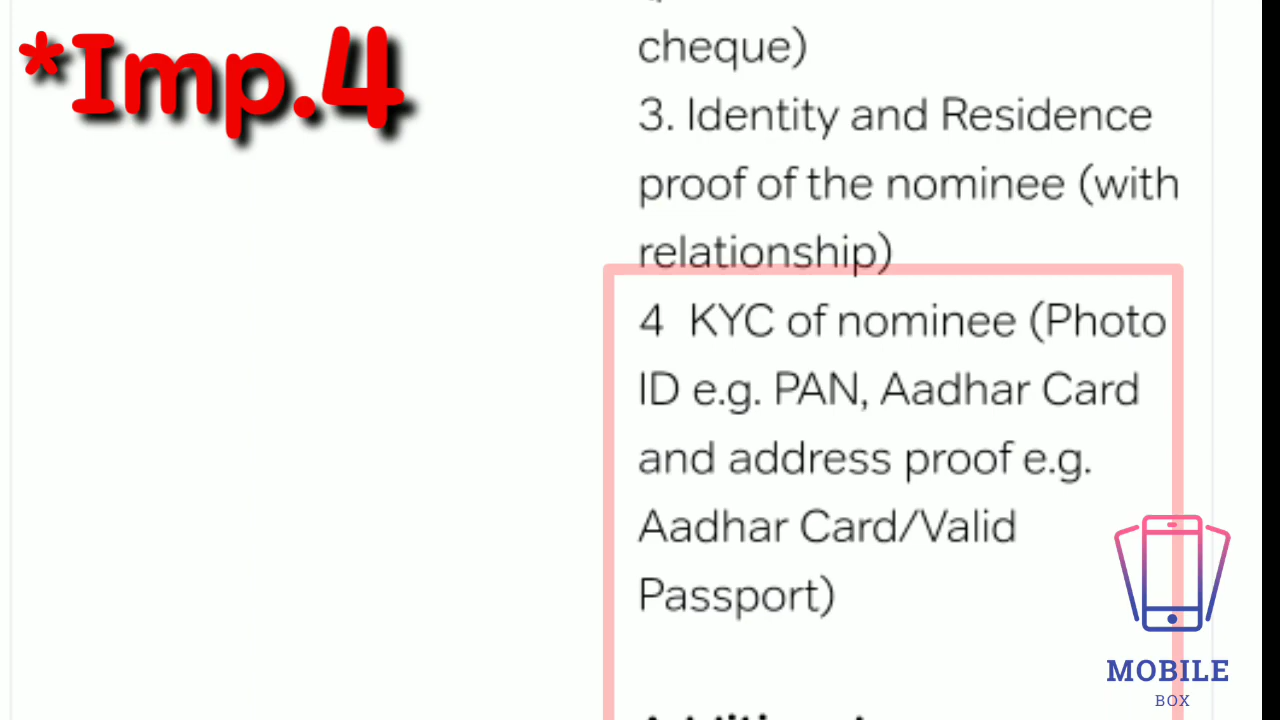 *Imp.4
cheque)
3. Identity and Residence
proof of the nominee (with
relationship)
4 KYC of nominee (Photo
ID e.g. PAN, Aadhar Card
and address proof e.g.
Aadhar Card/Valid
Passport)
MOBILE
BOX